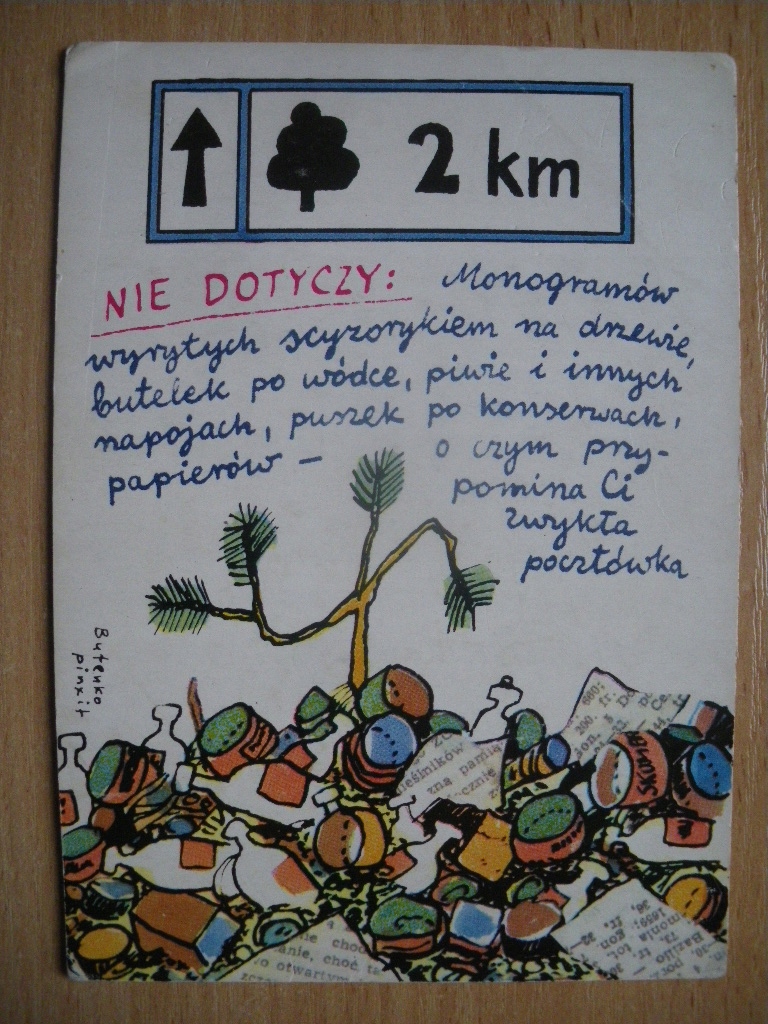 2 km
NIE DOTYCZY: Monogramów
wyrytych scyzorykiem na drzewie,
butelek po wódce, piwie i innych
napojach, puszek po konserwach,
papierów – o czym przy-
pomina Ci
zwykła
pocztówka
Butenko
pinxit